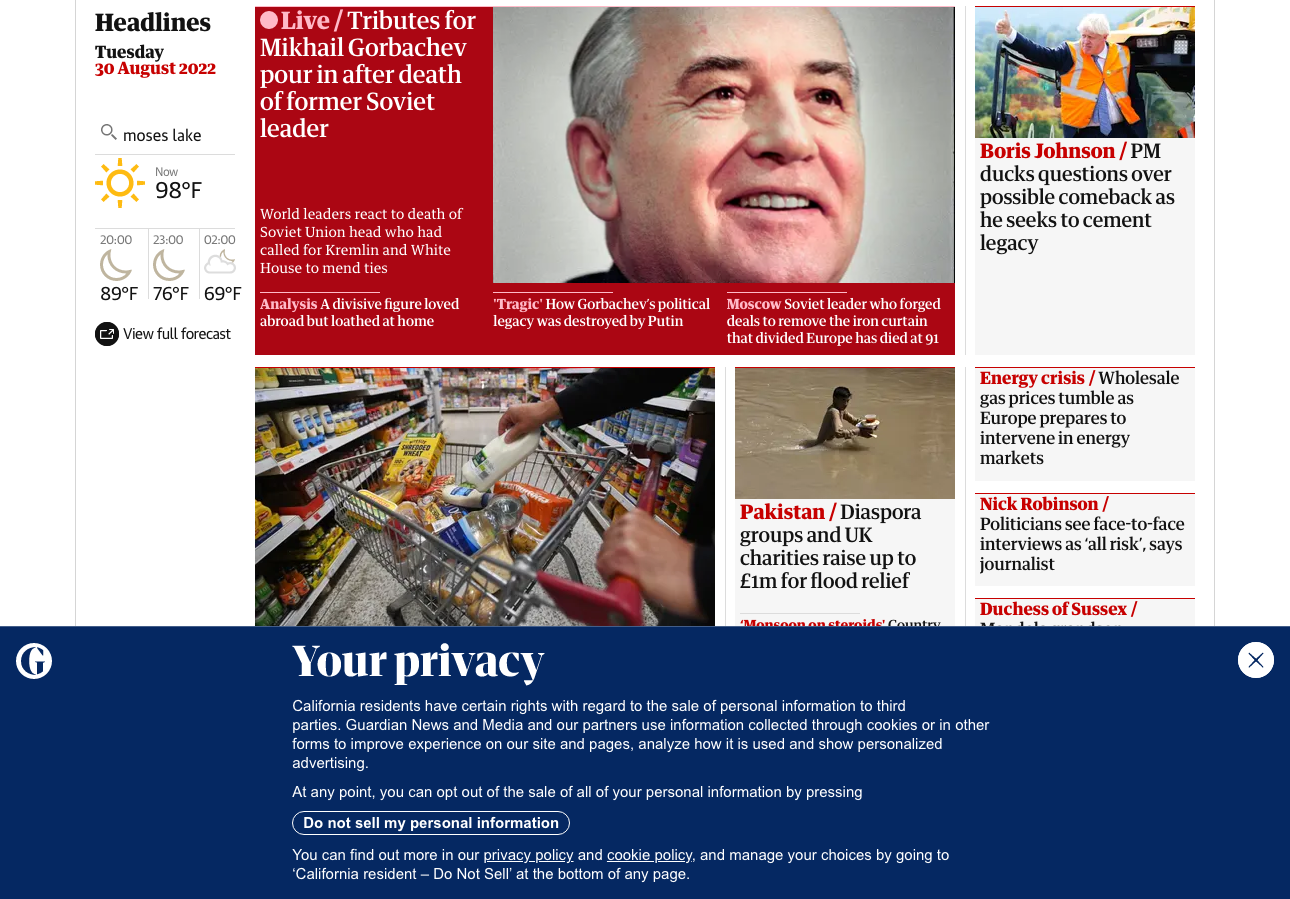 Headlines
Tuesday
30 August 2022
moses lake
Now
98°F
20:00
23:00
02:00
89°F
76°F
69°F
View full forecast
Live / Tributes for
Mikhail Gorbachev
pour in after death
of former Soviet
leader
World leaders react to death of
Soviet Union head who had
called for Kremlin and White
House to mend ties
Analysis A divisive figure loved
abroad but loathed at home
'Tragic' How Gorbachev's political
legacy was destroyed by Putin
Moscow Soviet leader who forged
deals to remove the iron curtain
that divided Europe has died at 91
Boris Johnson / PM
ducks questions over
possible comeback as
he seeks to cement
legacy
SHREDDED
WHEAT
Pakistan / Diaspora
groups and UK
charities raise up to
£1m for flood relief
'Monsoon on steroids' Country
Energy crisis / Wholesale
gas prices tumble as
Europe prepares to
intervene in energy
markets
Nick Robinson /
Politicians see face-to-face
interviews as 'all risk', says
journalist
Duchess of Sussex /
Your privacy
California residents have certain rights with regard to the sale of personal information to third
parties. Guardian News and Media and our partners use information collected through cookies or in other
forms to improve experience on our site and pages, analyze how it is used and show personalized
advertising.
At any point, you can opt out of the sale of all of your personal information by pressing
Do not sell my personal information
You can find out more in our privacy policy and cookie policy, and manage your choices by going to
'California resident – Do Not Sell' at the bottom of any page.